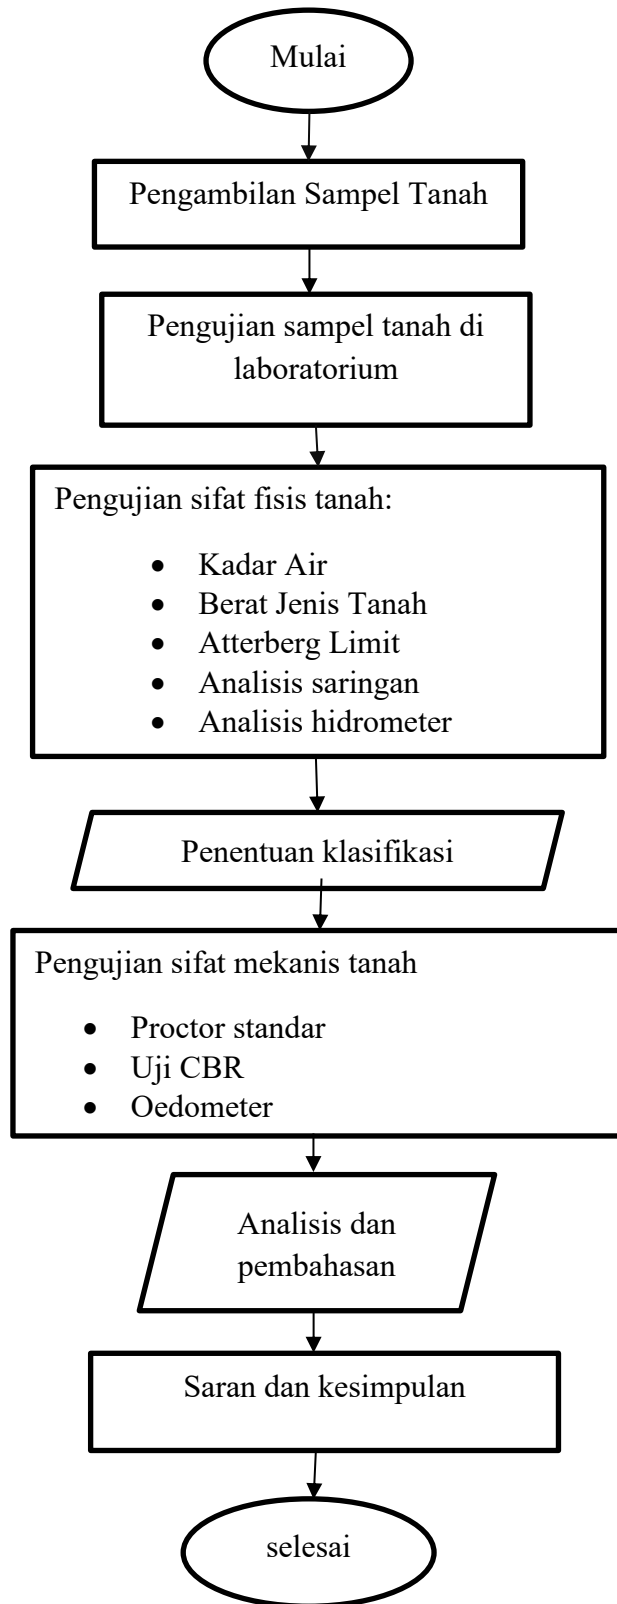 Mulai
Pengambilan Sampel Tanah
Pengujian sampel tanah di
laboratorium
Pengujian sifat fisis tanah:
• Kadar Air
• Berat Jenis Tanah
• Atterberg Limit
• Analisis saringan
• Analisis hidrometer
Penentuan klasifikasi
Pengujian sifat mekanis tanah
• Proctor standar
• Uji CBR
• Oedometer
Analisis dan
pembahasan
Saran dan kesimpulan
selesai